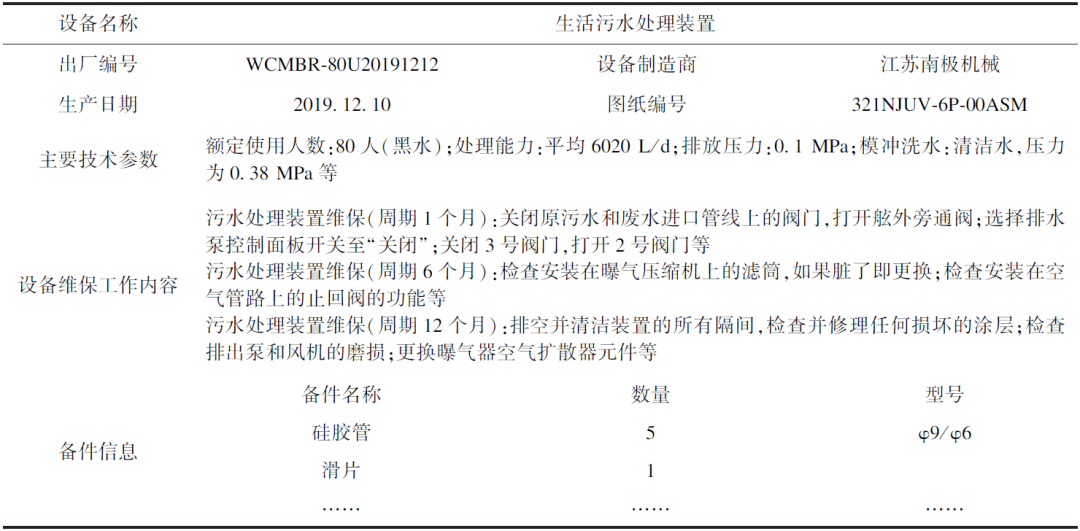 设备名称 生活污水处理装置
出厂编号 WCMBR-80U20191212 设备制造商 江苏南极机械
生产日期 2019.12.10 图纸编号 321NJUV-6P-00ASM
主要技术参数
额定使用人数:80 人(黑水);处理能力:平均 6020 L/d;排放压力:0.1 MPa;模冲洗水:清洁水,压力
为 0.38 MPa 等
设备维保工作内容
污水处理装置维保(周期 1 个月):关闭原污水和废水进口管线上的阀门,打开舷外旁通阀;选择排水
泵控制面板开关至“关闭”;关闭 3 号阀门,打开 2 号阀门等
污水处理装置维保(周期 6 个月):检查安装在曝气压缩机上的滤筒,如果脏了即更换;检查安装在空
气管路上的止回阀的功能等
污水处理装置维保(周期 12 个月):排空并清洁装置的所有隔间,检查并修理任何损坏的涂层;检查
排出泵和风机的磨损;更换曝气器空气扩散器元件等
备件信息
备件名称 数量 型号
硅胶管 5 φ9/φ6
滑片 1
…… …… ……